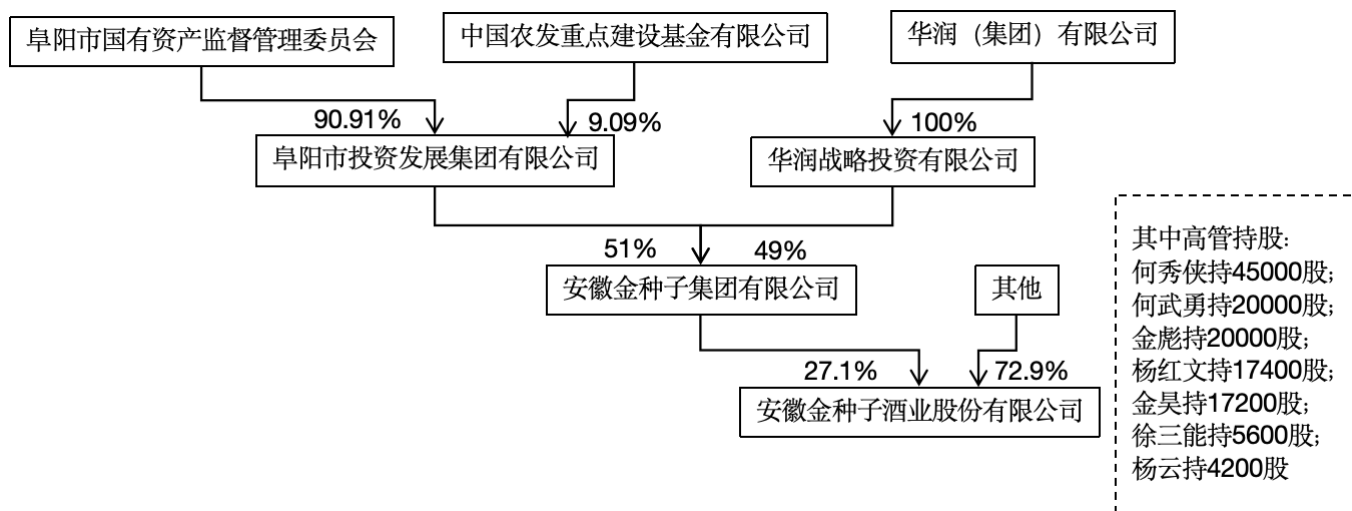 阜阳市国有资产监督管理委员会
中国农发重点建设基金有限公司
华润（集团）有限公司
90.91%
9.09%
100%
阜阳市投资发展集团有限公司
华润战略投资有限公司
51%
49%
安徽金种子集团有限公司
其他
27.1%
72.9%
安徽金种子酒业股份有限公司
其中高管持股：
何秀侠持45000股；
何武勇持20000股；
金彪持20000股；
杨红文持17400股；
金昊持17200股；
徐三能持5600股；
杨云持4200股